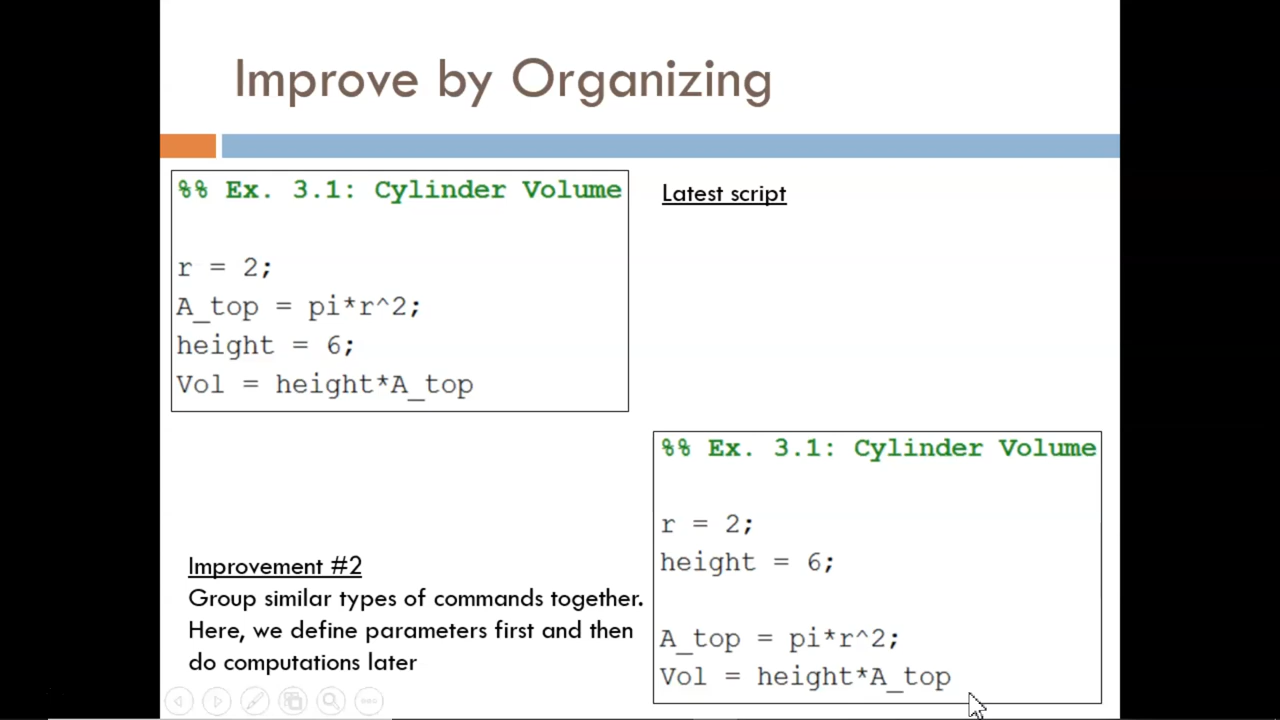 Improve by Organizing
%% Ex. 3.1: Cylinder Volume
r = 2;
A_top = pi*r^2;
height = 6;
Vol = height*A_top
Latest script
Improvement #2
Group similar types of commands together.
Here, we define parameters first and then
do computations later
%% Ex. 3.1: Cylinder Volume
r = 2;
height = 6;
A_top = pi*r^2;
Vol = height*A_top